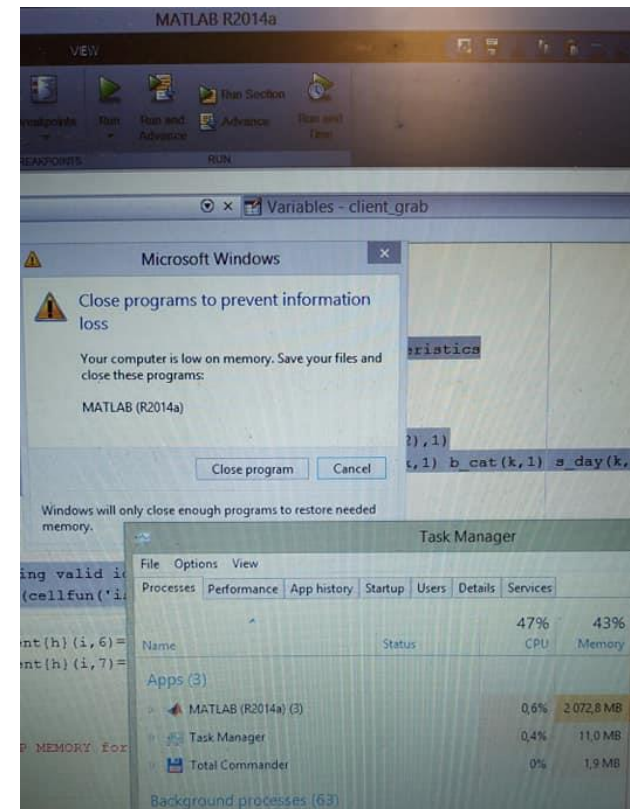 MATLAB R2014a
VIEW
Breakpoints Run Run and Advance Run Section Advance Run and Time
BREAKPOINTS RUN
Variables - client_grab
Microsoft Windows
Close programs to prevent information
loss
eristics
Your computer is low on memory. Save your files and
close these programs:
MATLAB (R2014a)
2),1)
,1) b_cat(k,1) s_day(k,
Close program Cancel
Windows will only close enough programs to restore needed
memory.
Task Manager
File Options View
ing valid i
Processes Performance App history Startup Users Details Services
(cellfun('i
47% 43%
nt{h}(i,6)=
Name Status CPU Memory
nt{h}(i,7)=
Apps (3)
MATLAB (R2014a) (3) 0,6% 2 072,8 MB
Task Manager 0,4% 11,0 MB
P MEMORY for
Total Commander 0% 1,9 MB
Background processes (63)